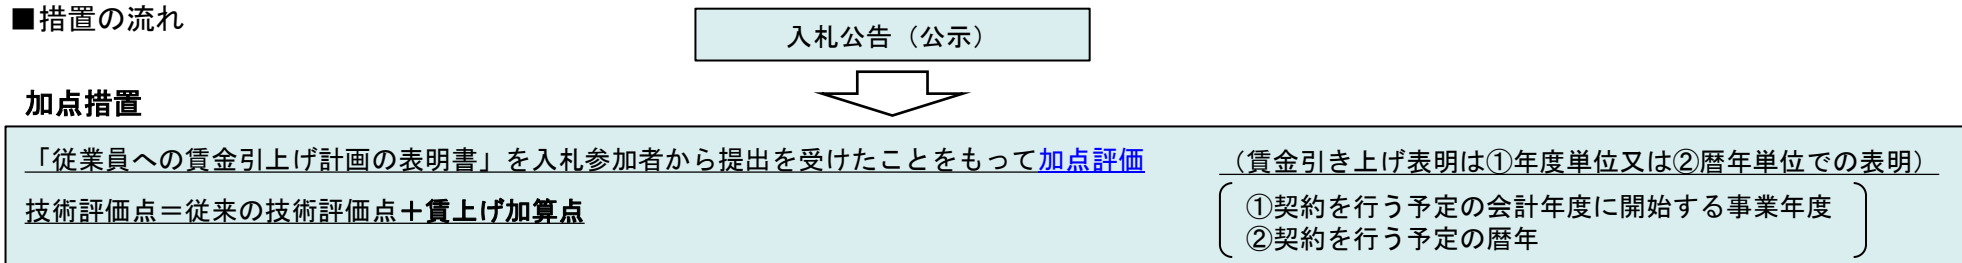 ■措置の流れ
入札公告（公示）
加点措置
「従業員への賃金引上げ計画の表明書」を入札参加者から提出を受けたことをもって加点評価
技術評価点＝従来の技術評価点＋賃上げ加算点
（賃金引き上げ表明は①年度単位又は②暦年単位での表明）
①契約を行う予定の会計年度に開始する事業年度
②契約を行う予定の暦年